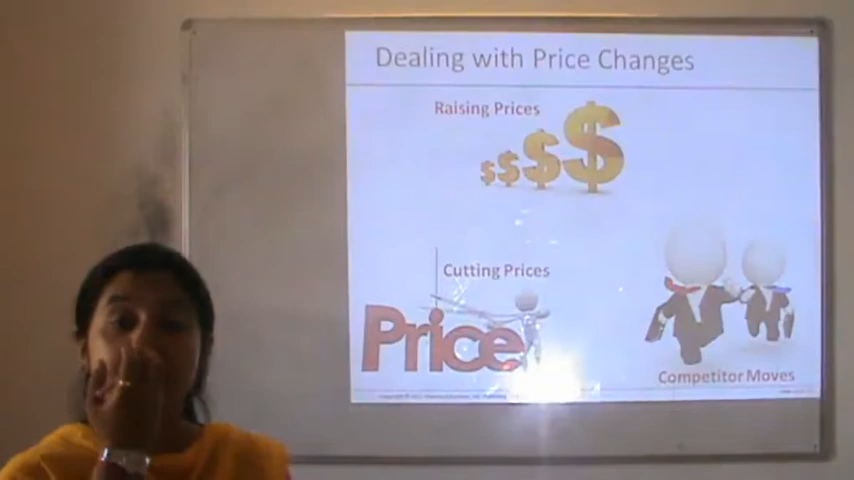 Dealing with Price Changes
Raising Prices
$ $ $ $
Cutting Prices
Price
Competitor Moves